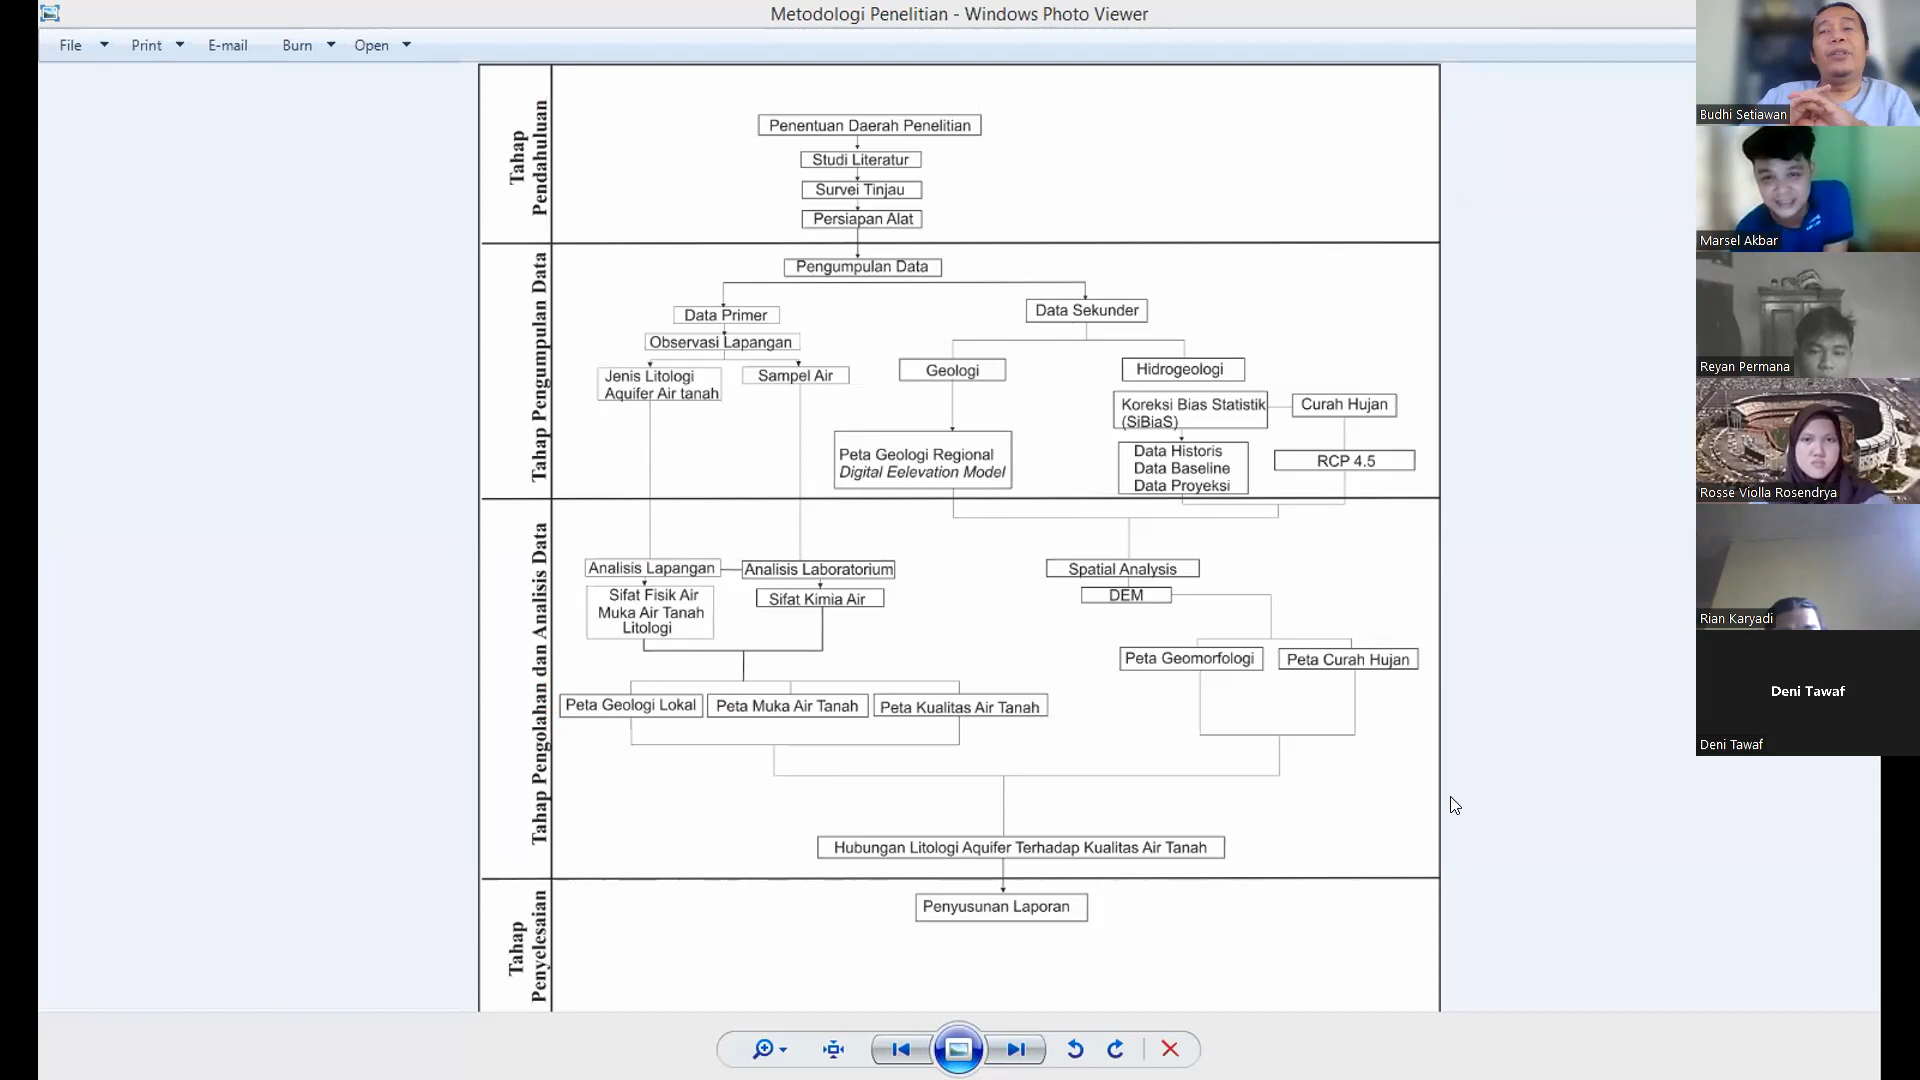 Metodologi Penelitian - Windows Photo Viewer
File
Print
E-mail
Burn
Open
Tahap
Pendahuluan
Penentuan Daerah Penelitian
Studi Literatur
Survei Tinjau
Persiapan Alat
Tahap Pengumpulan Data
Pengumpulan Data
Data Primer
Data Sekunder
Observasi Lapangan
Jenis Litologi
Aquifer Air tanah
Sampel Air
Geologi
Hidrogeologi
Koreksi Bias Statistik
(SiBiaS)
Curah Hujan
Peta Geologi Regional
Digital Eelevation Model
Data Historis
Data Baseline
Data Proyeksi
RCP 4.5
Tahap Pengolahan dan Analisis Data
Analisis Lapangan
Analisis Laboratorium
Spatial Analysis
Sifat Fisik Air
Muka Air Tanah
Litologi
Sifat Kimia Air
DEM
Peta Geomorfologi
Peta Curah Hujan
Peta Geologi Lokal
Peta Muka Air Tanah
Peta Kualitas Air Tanah
Hubungan Litologi Aquifer Terhadap Kualitas Air Tanah
Tahap
Penyelesaian
Penyusunan Laporan
Budhi Setiawan
Marsel Akbar
Reyan Permana
Rosse Violla Rosendrya
Rian Karyadi
Deni Tawaf
Deni Tawaf